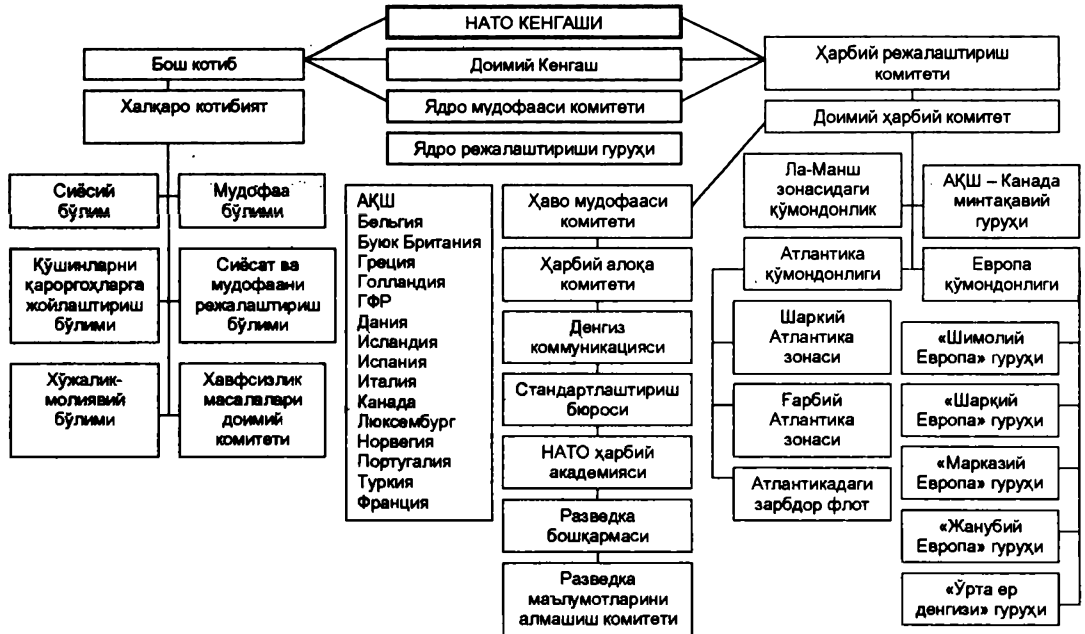 НАТО КЕНГАШИ
Бош котиб
Доимий Кенгаш
Ҳарбий режалаштириш
комитети
Халқаро котибият
Ядро мудофааси комитети
Доимий ҳарбий комитет
Ядро режалаштириши гуруҳи
Сиёсий
бўлим
Мудофаа
бўлими
Қўшинларни
қароргоҳларга
жойлаштириш
бўлими
Сиёсат ва
мудофаани
режалаштириш
бўлими
Хўжалик-
молиявий
бўлими
Хавфсизлик
масалалари
доимий
комитети
АҚШ
Бельгия
Буюк Британия
Греция
Голландия
ГФР
Дания
Исландия
Испания
Италия
Канада
Люксембург
Норвегия
Португалия
Туркия
Франция
Ҳаво мудофааси
комитети
Ҳарбий алоқа
комитети
Денгиз
коммуникацияси
Стандартлаштириш
бюроси
НАТО ҳарбий
академияси
Разведка
бошқармаси
Разведка
маълумотларини
алмашиш комитети
Ла-Манш
зонасидаги
қўмондонлик
Атлантика
қўмондонлиги
Шаркий
Атлантика
зонаси
Ғарбий
Атлантика
зонаси
Атлантикадаги
зарбдор флот
АҚШ – Канада
минтақавий
гуруҳи
Европа
қўмондонлиги
«Шимолий
Европа» гуруҳи
«Шарқий
Европа» гуруҳи
«Марказий
Европа» гуруҳи
«Жанубий
Европа» гуруҳи
«Ўрта ер
денгизи» гуруҳи